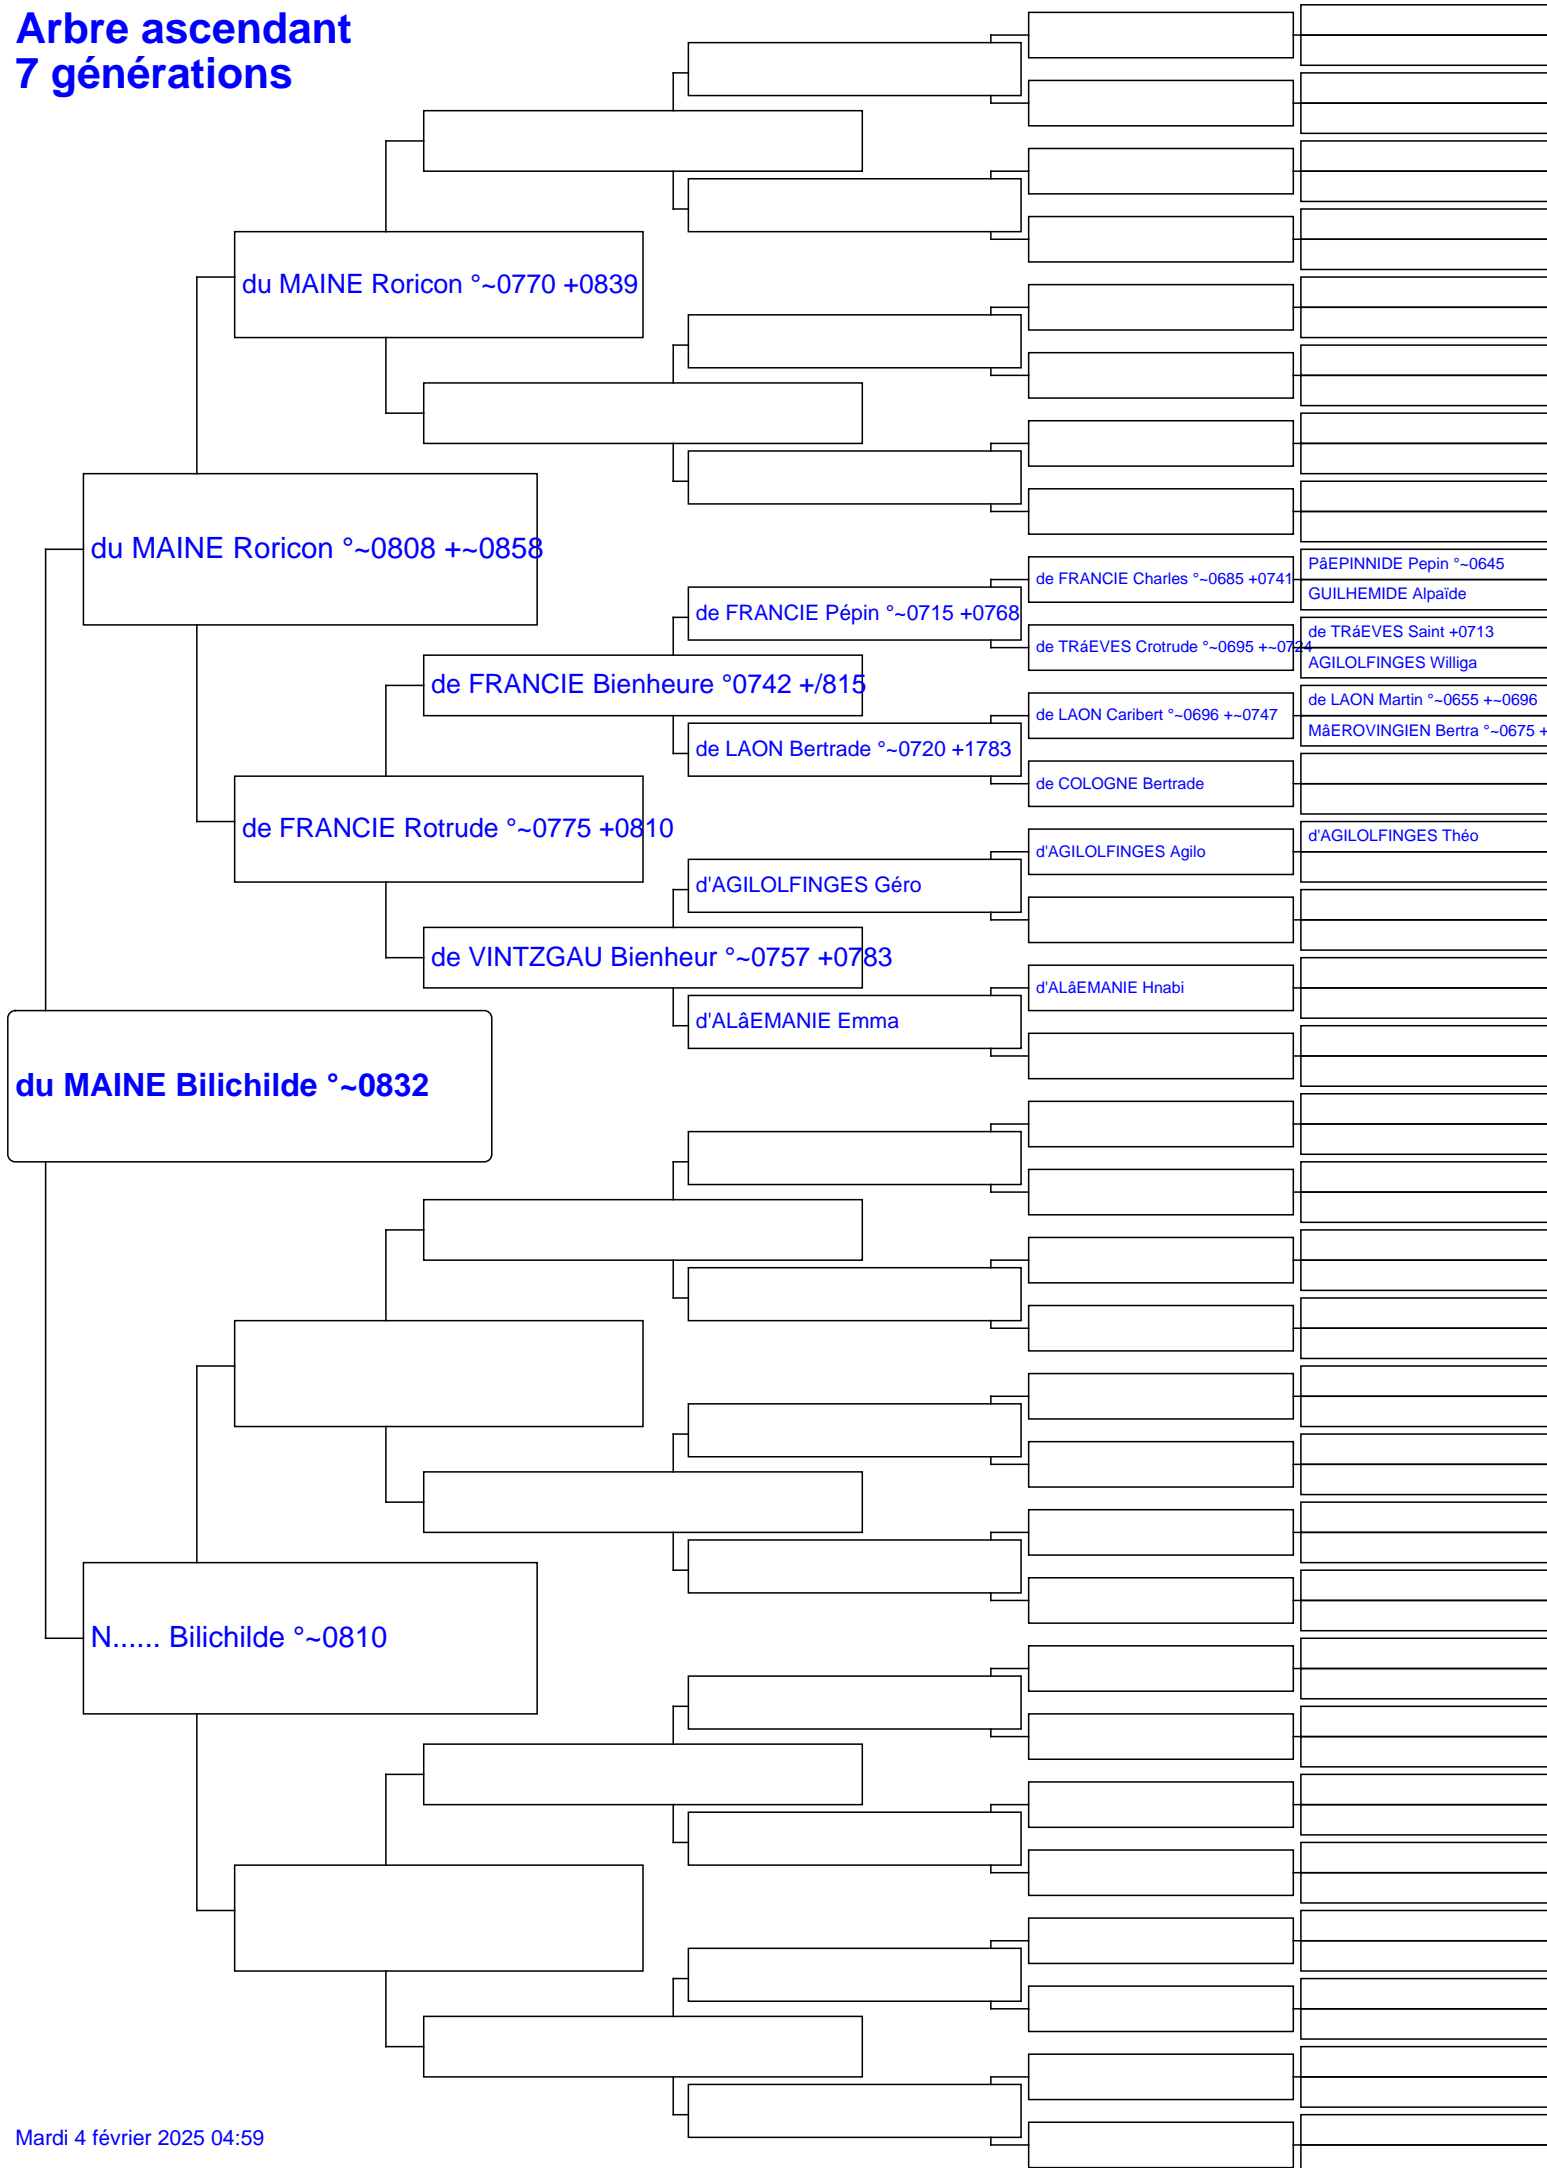 Arbre ascendant
7 générations
du MAINE Roricon °~0770 +0839
du MAINE Roricon °~0808 +~0858
de FRANCIE Charles °~0685 +0741
PâEPINNIDE Pepin °~0645
GUILHEMIDE Alpaïde
de FRANCIE Pépin °~0715 +0768
de TRáEVES Crotrude °~0695 +~0724
de TRáEVES Saint +0713
AGILOLFINGES Williga
de FRANCIE Bienheure °0742 +/815
de LAON Caribert °~0696 +~0747
de LAON Martin °~0655 +~0696
MâEROVINGIEN Bertra °~0675 +
de LAON Bertrade °~0720 +1783
de COLOGNE Bertrade
de FRANCIE Rotrude °~0775 +0810
d'AGILOLFINGES Agilo
d'AGILOLFINGES Théo
d'AGILOLFINGES Géro
de VINTZGAU Bienheur °~0757 +0783
d'ALâEMANIE Hnabi
d'ALâEMANIE Emma
du MAINE Bilichilde °~0832
N...... Bilichilde °~0810
Mardi 4 février 2025 04:59